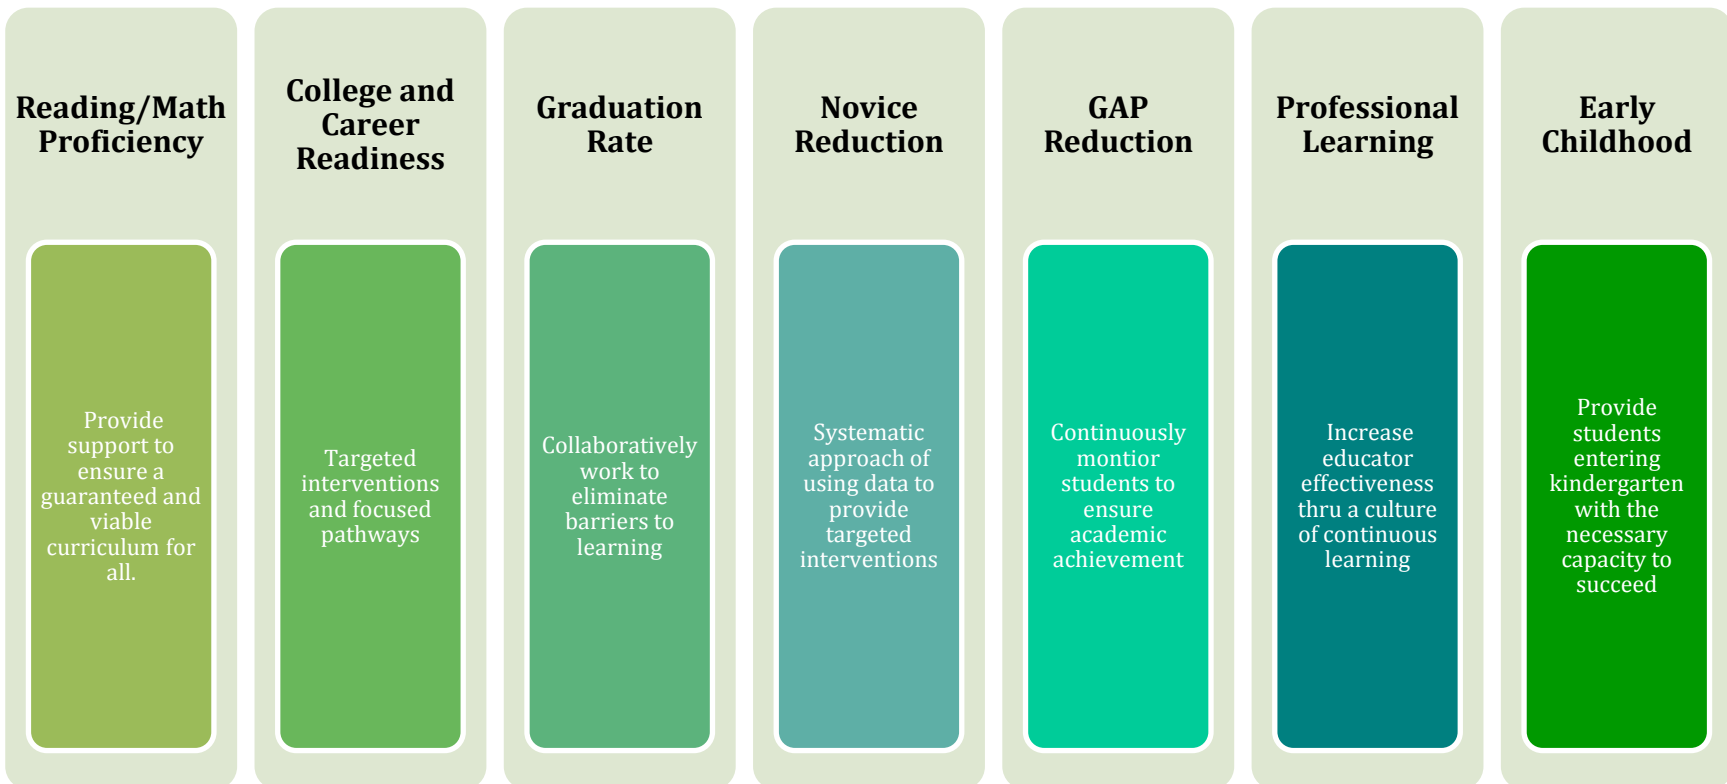 Reading/Math
Proficiency
Provide
support to
ensure a
guaranteed and
viable
curriculum for
all.
College and
Career
Readiness
Targeted
interventions
and focused
pathways
Graduation
Rate
Collaboratively
work to
eliminate
barriers to
learning
Novice
Reduction
Systematic
approach of
using data to
provide
targeted
interventions
GAP
Reduction
Continuously
montior
students to
ensure
academic
achievement
Professional
Learning
Increase
educator
effectiveness
thru a culture
of continuous
learning
Early
Childhood
Provide
students
entering
kindergarten
with the
necessary
capacity to
succeed